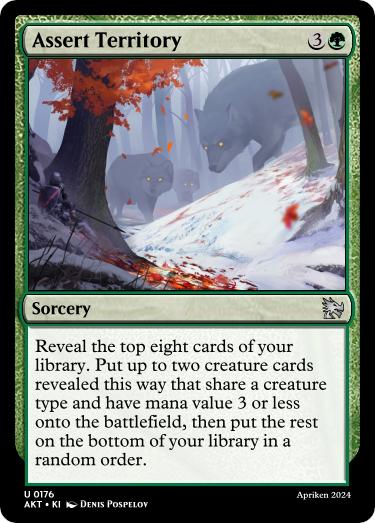 Assert Territory 3
Sorcery
Reveal the top eight cards of your
library. Put up to two creature cards
revealed this way that share a creature
type and have mana value 3 or less
onto the battlefield, then put the rest
on the bottom of your library in a
random order.
U 0176
AKT • KI Denis Pospelov
Apriken 2024